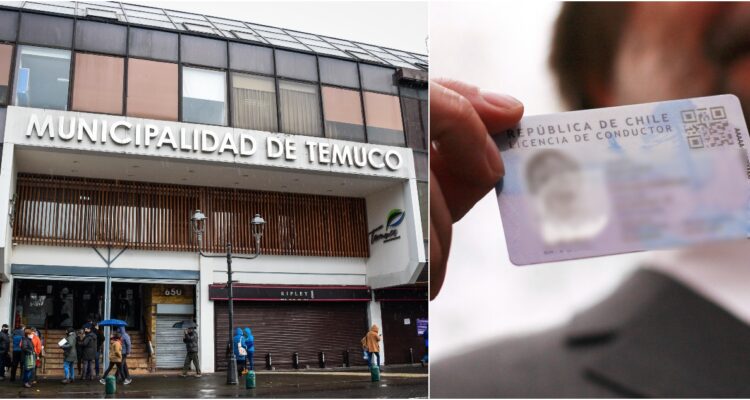 MUNICIPALIDAD DE TEMUCO
Temuco
650
RIPLEY
REPÚBLICA DE CHILE
LICENCIA DE CONDUCTOR